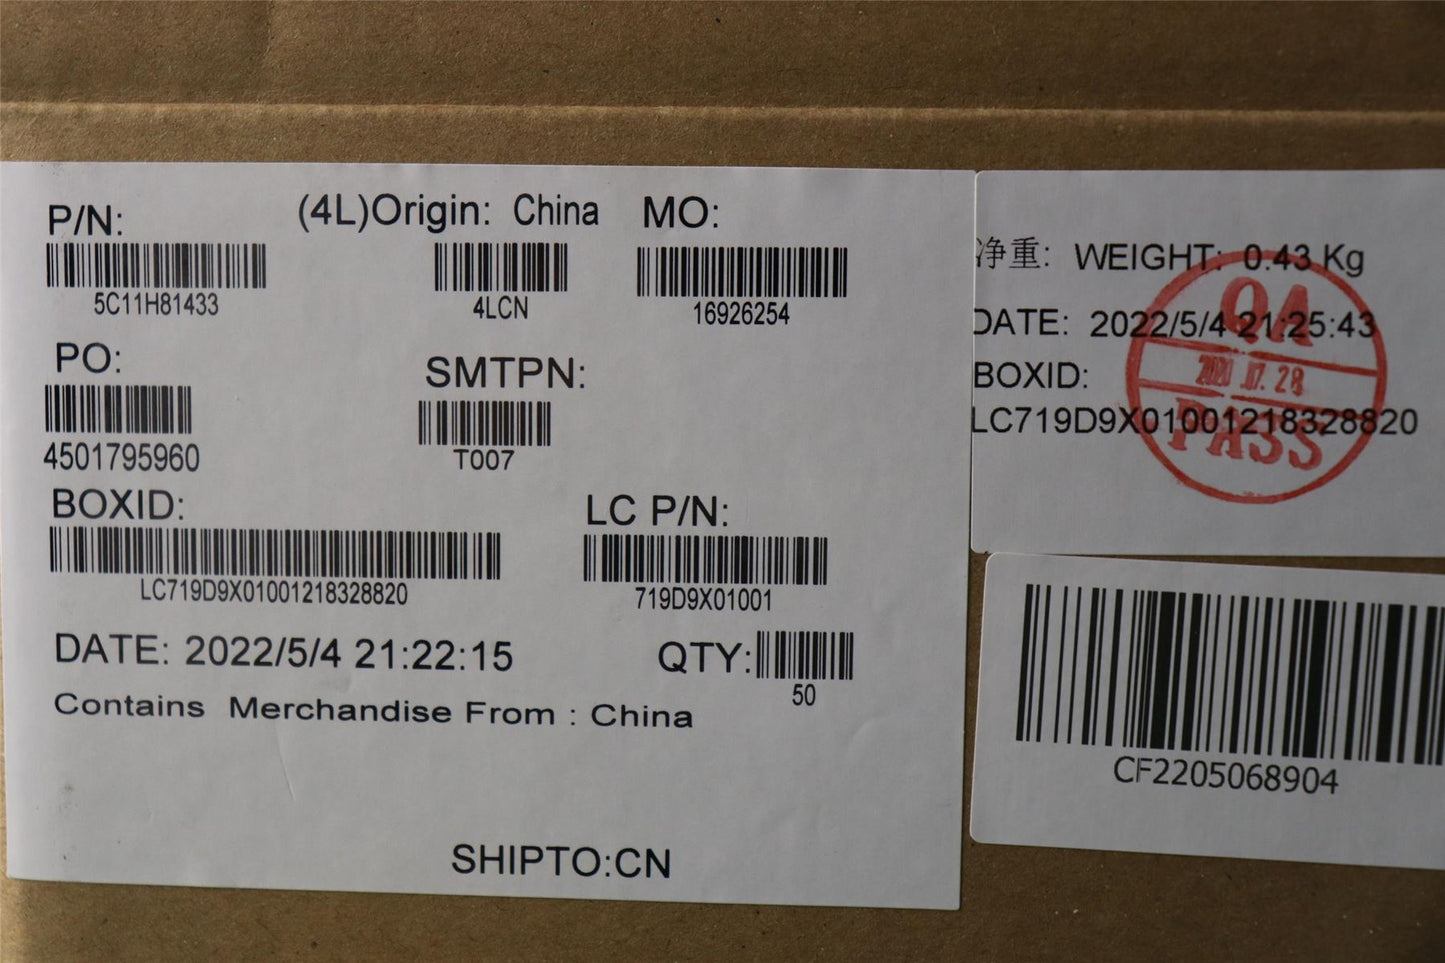 P/N:
5C11H81433
(4L)Origin: China
4LCN
MO:
16926254
PO:
4501795960
SMTPN:
T007
BOXID:
LC719D9X01001218328820
LC P/N:
719D9X01001
DATE: 2022/5/4 21:22:15
QTY:
50
Contains Merchandise From : China
SHIPTO:CN
净重: WEIGHT: 0.43 Kg
DATE: 2022/5/4 21:25:43
BOXID:
LC719D9X01001218328820
QA
PASS
CF2205068904